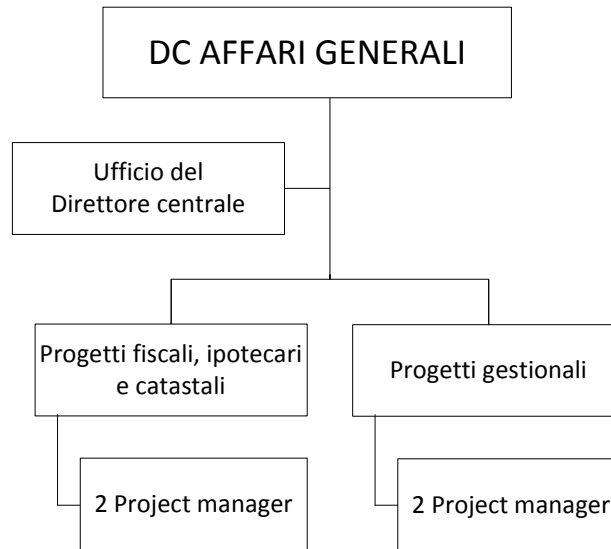 DC AFFARI GENERALI
Ufficio del
Direttore centrale
Progetti fiscali, ipotecari
e catastali
Progetti gestionali
2 Project manager
2 Project manager